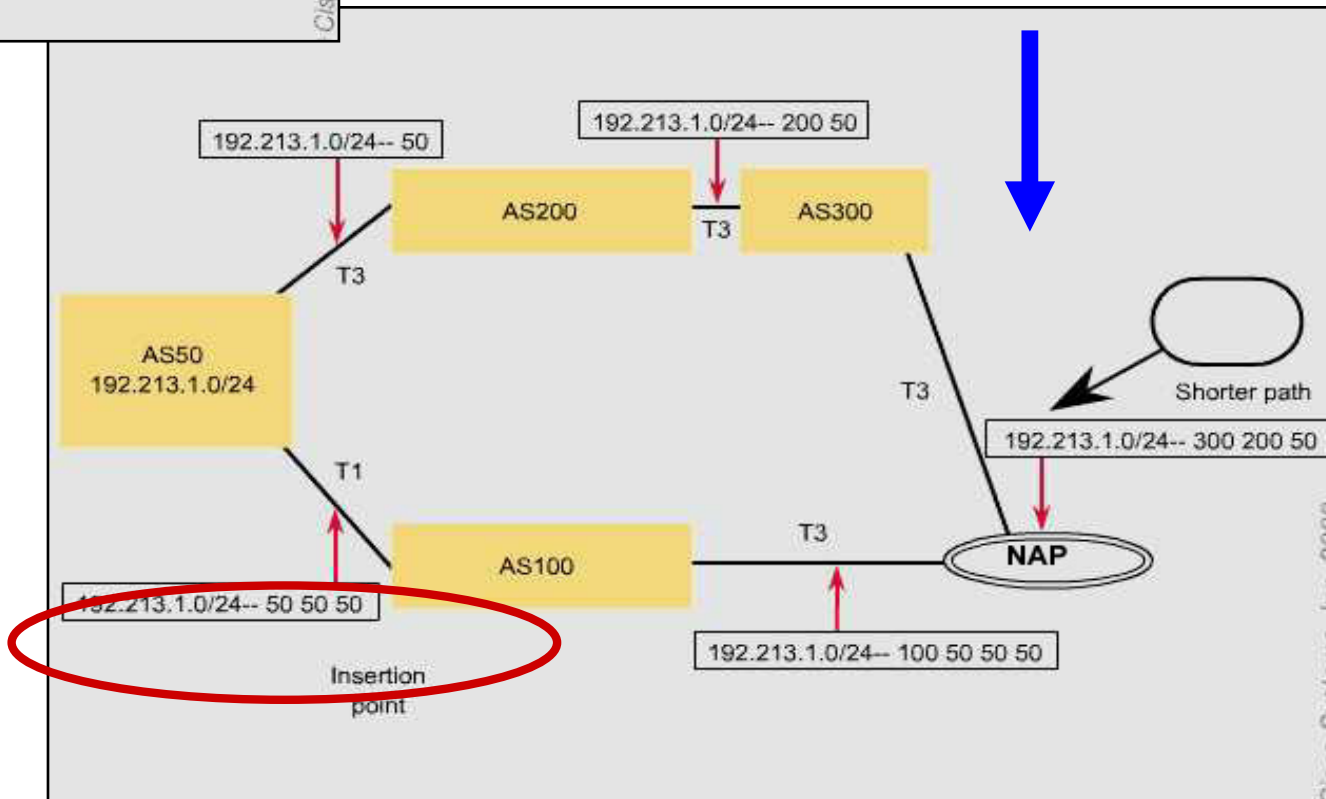 Cis
192.213.1.0/24-- 50
192.213.1.0/24-- 200 50
AS200
T3
AS300
T3
AS50
192.213.1.0/24
T3
Shorter path
192.213.1.0/24-- 300 200 50
T1
T3
NAP
AS100
192.213.1.0/24-- 50 50 50
192.213.1.0/24-- 100 50 50 50
Insertion
point